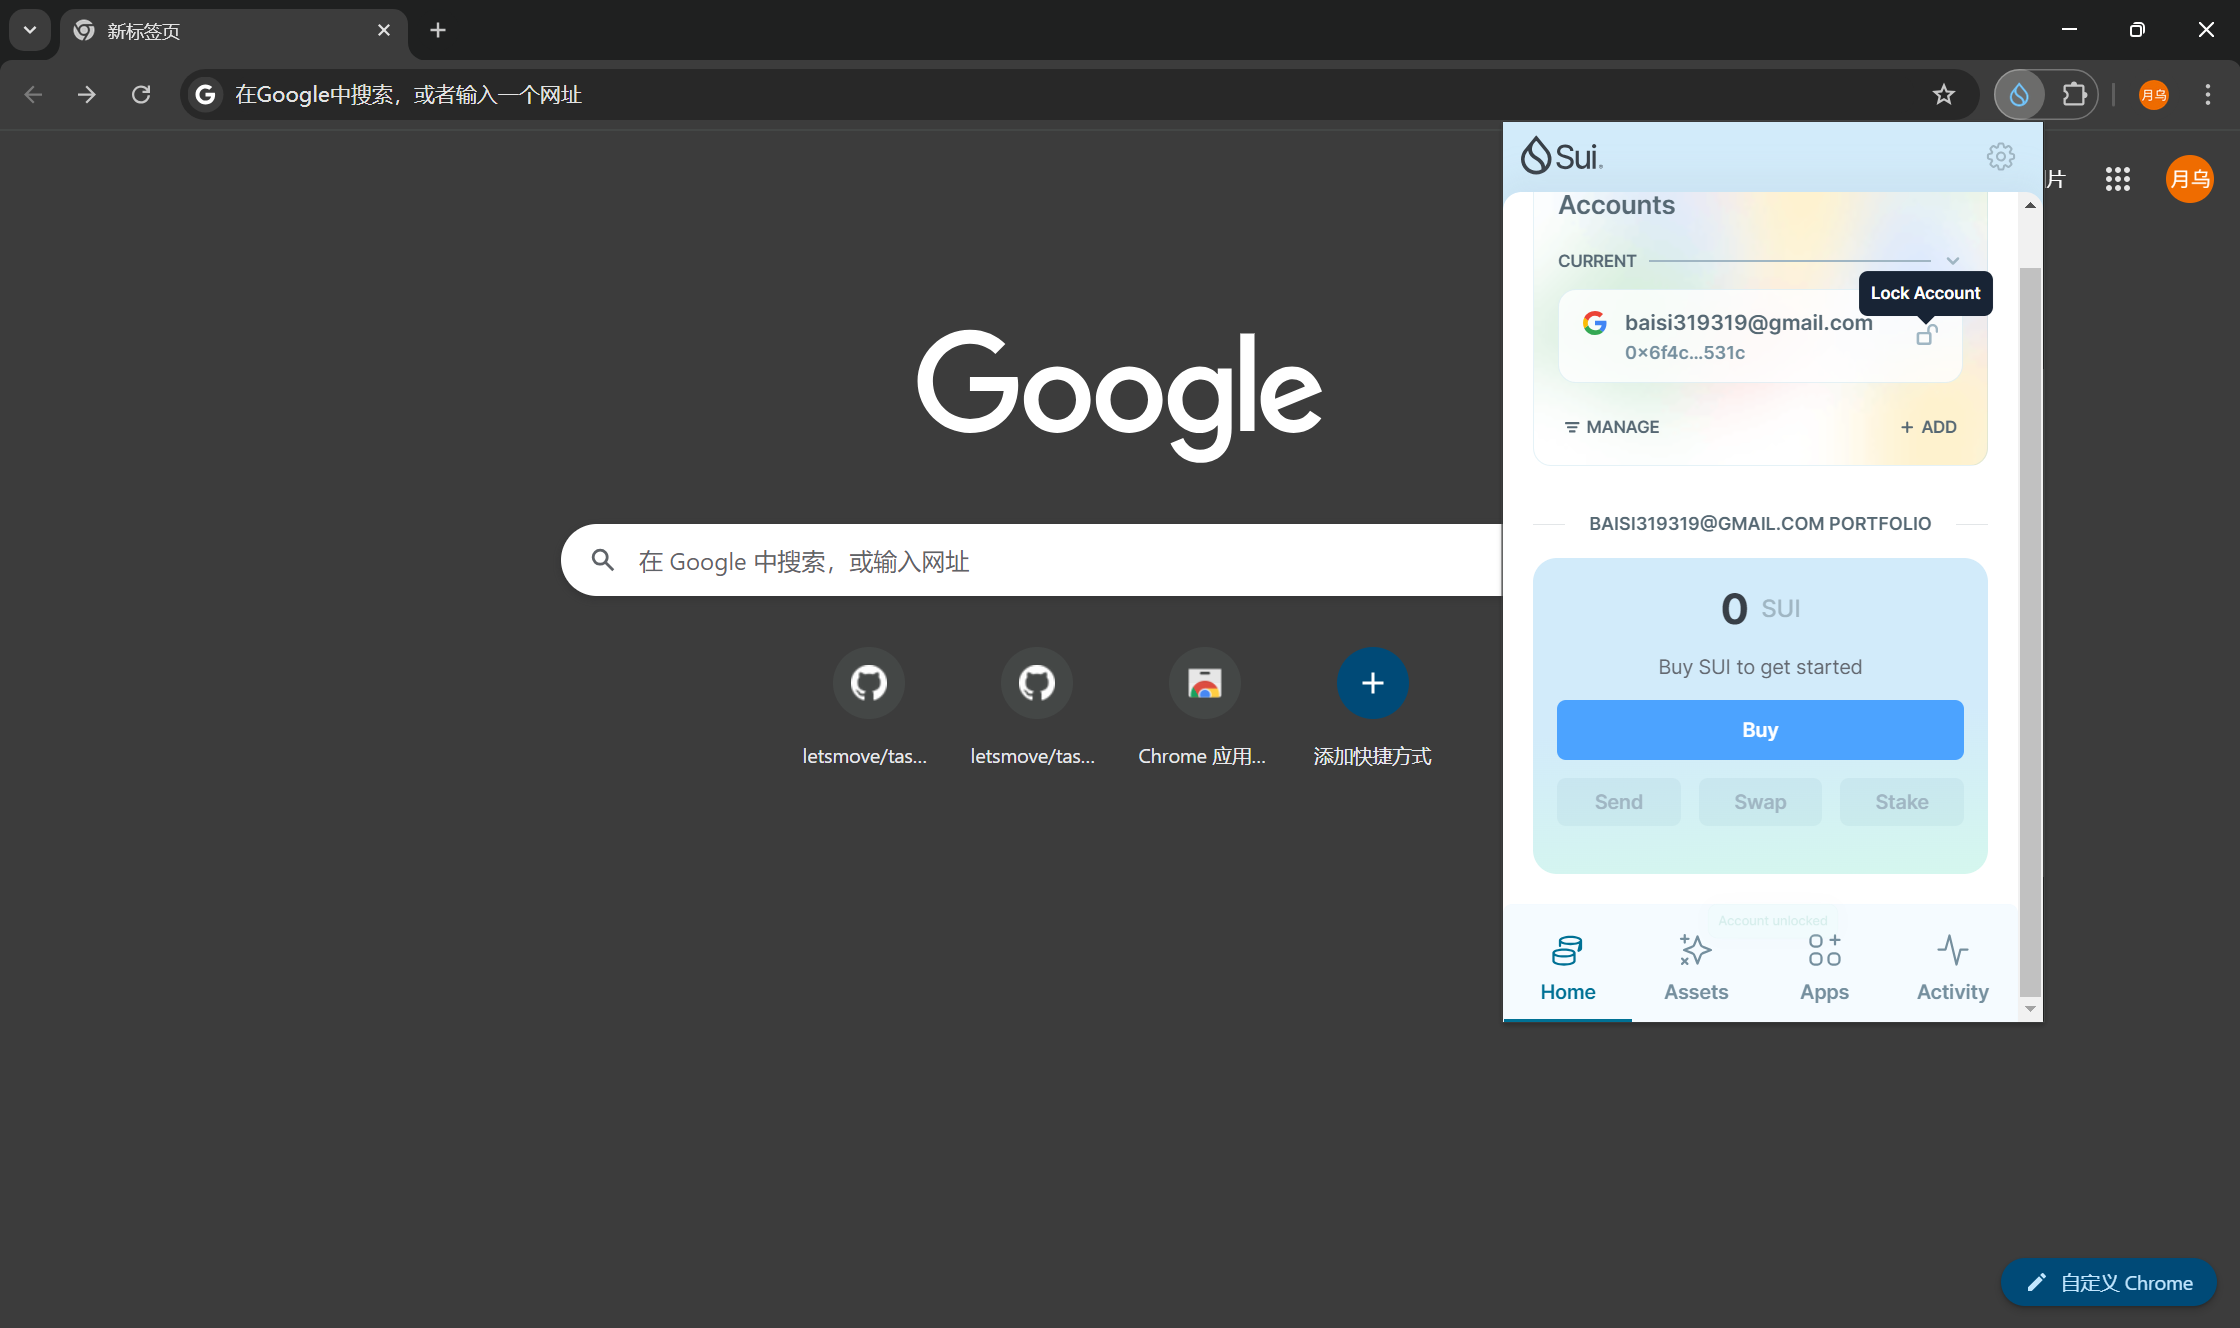 新标签页
在Google中搜索，或者输入一个网址
月乌
Sui
片
月乌
Accounts
CURRENT
Lock Account
baisi319319@gmail.com
0×6f4c...531c
MANAGE
+ ADD
Google
BAISI319319@GMAIL.COM PORTFOLIO
在 Google 中搜索，或输入网址
0 SUI
Buy SUI to get started
Buy
letsmove/tas...
letsmove/tas...
Chrome 应用...
添加快捷方式
Send
Swap
Stake
Account unlocked
Home
Assets
Apps
Activity
自定义 Chrome